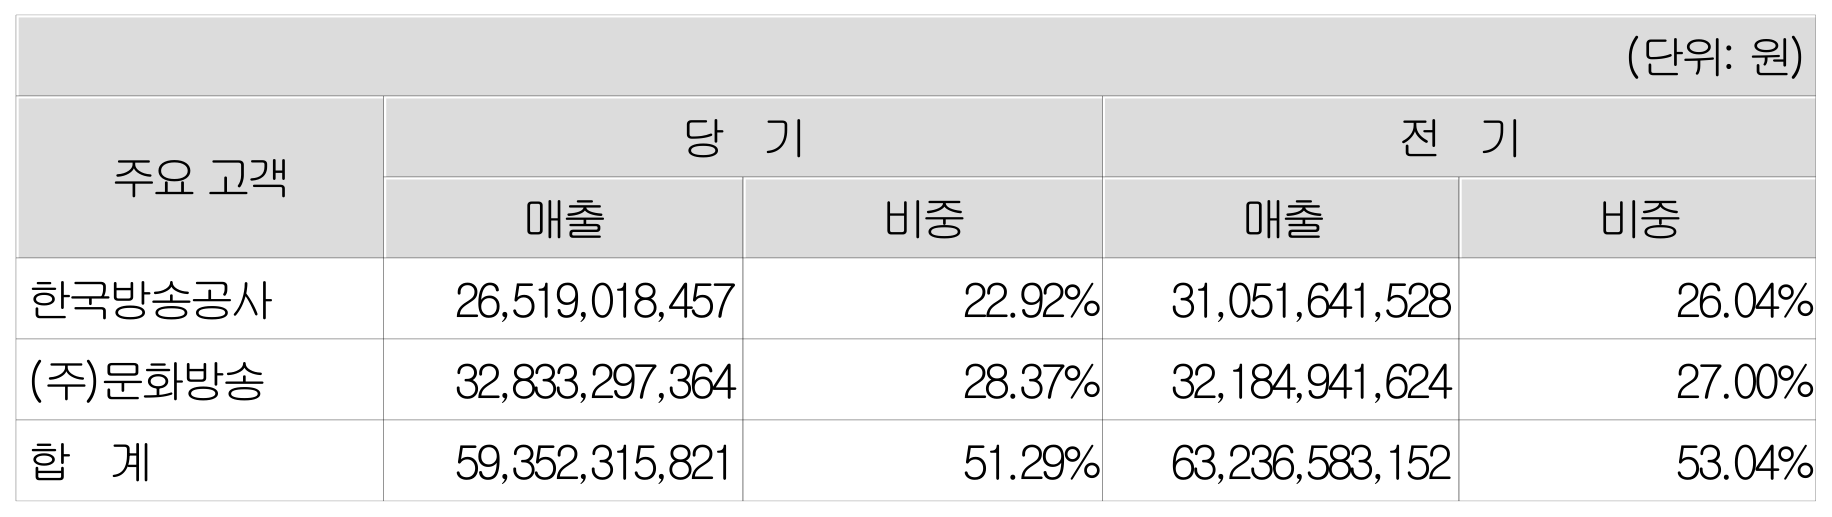 (단위: 원)
주요 고객 당 기 전 기
매출 비중 매출 비중
한국방송공사 26,519,018,457 22.92% 31,051,641,528 26.04%
(주)문화방송 32,833,297,364 28.37% 32,184,941,624 27.00%
합 계 59,352,315,821 51.29% 63,236,583,152 53.04%